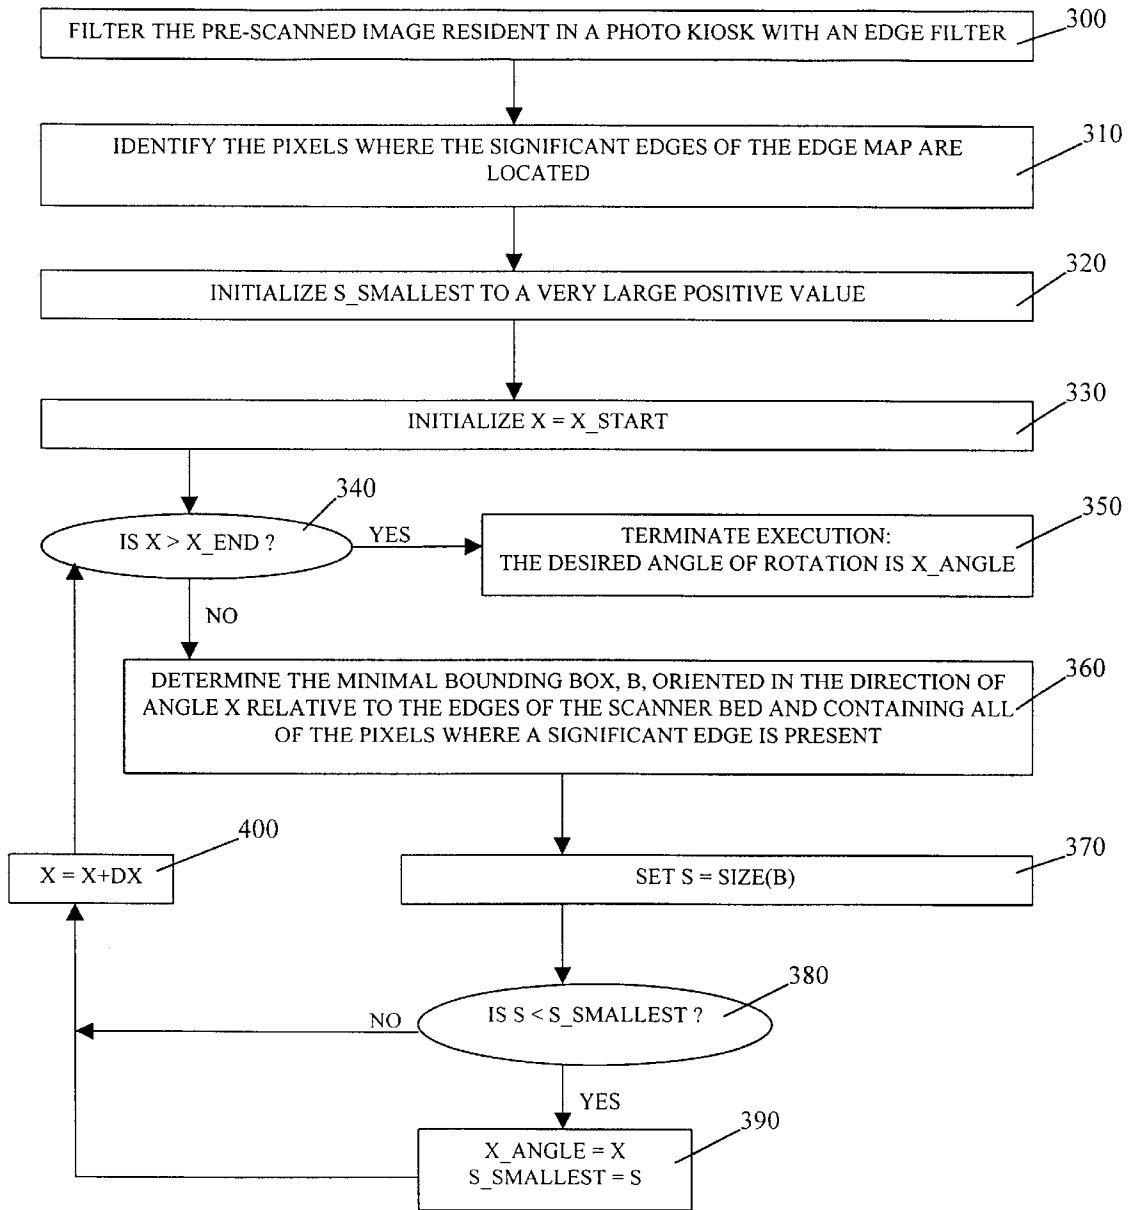 300
FILTER THE PRE-SCANNED IMAGE RESIDENT IN A PHOTO KIOSK WITH AN EDGE FILTER
310
IDENTIFY THE PIXELS WHERE THE SIGNIFICANT EDGES OF THE EDGE MAP ARE
LOCATED
320
INITIALIZE S_SMALLEST TO A VERY LARGE POSITIVE VALUE
330
INITIALIZE X = X_START
340
IS X > X_END ?
YES
350
TERMINATE EXECUTION:
THE DESIRED ANGLE OF ROTATION IS X_ANGLE
NO
360
DETERMINE THE MINIMAL BOUNDING BOX, B, ORIENTED IN THE DIRECTION OF
ANGLE X RELATIVE TO THE EDGES OF THE SCANNER BED AND CONTAINING ALL
OF THE PIXELS WHERE A SIGNIFICANT EDGE IS PRESENT
400
X = X+DX
370
SET S = SIZE(B)
380
IS S < S_SMALLEST ?
NO
YES
390
X_ANGLE = X
S_SMALLEST = S